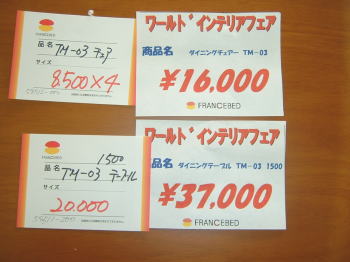 品名 TM-03 チェア
サイズ
8,500×4
ワールド・インテリアフェア
商品名 ダイニングチェアー TM-03
¥16,000
FRANCEBED
FRANCEBED
1500
品名 TM-03 テーブル
サイズ
20,000
ワールド・インテリアフェア
商品名 ダイニングテーブル TM-03 1500
¥37,000
FRANCEBED